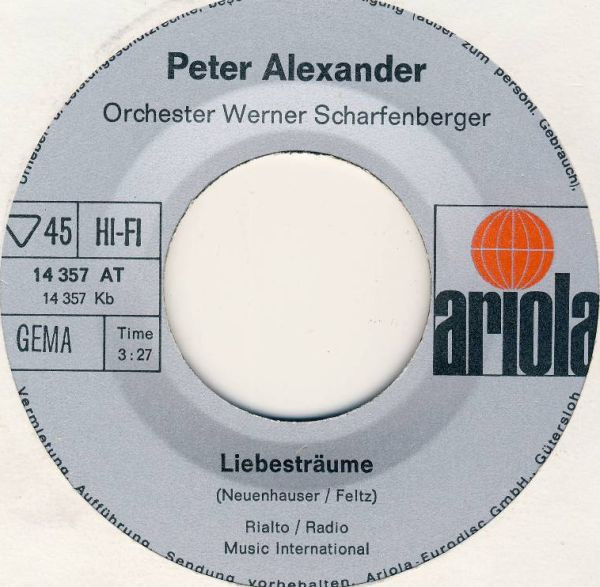 Peter Alexander
Orchester Werner Scharfenberger
45 HI-FI
14 357 AT
14 357 Kb
GEMA
Time
3:27
ariola
Liebesträume
(Neuenhauser / Feltz)
Rialto / Radio
Music International
(außer zum persönl. Gebrauch),
Vermietung, Aufführung, Sendung vorbehalten. Ariola-Eurodisc GmbH., Gütersloh